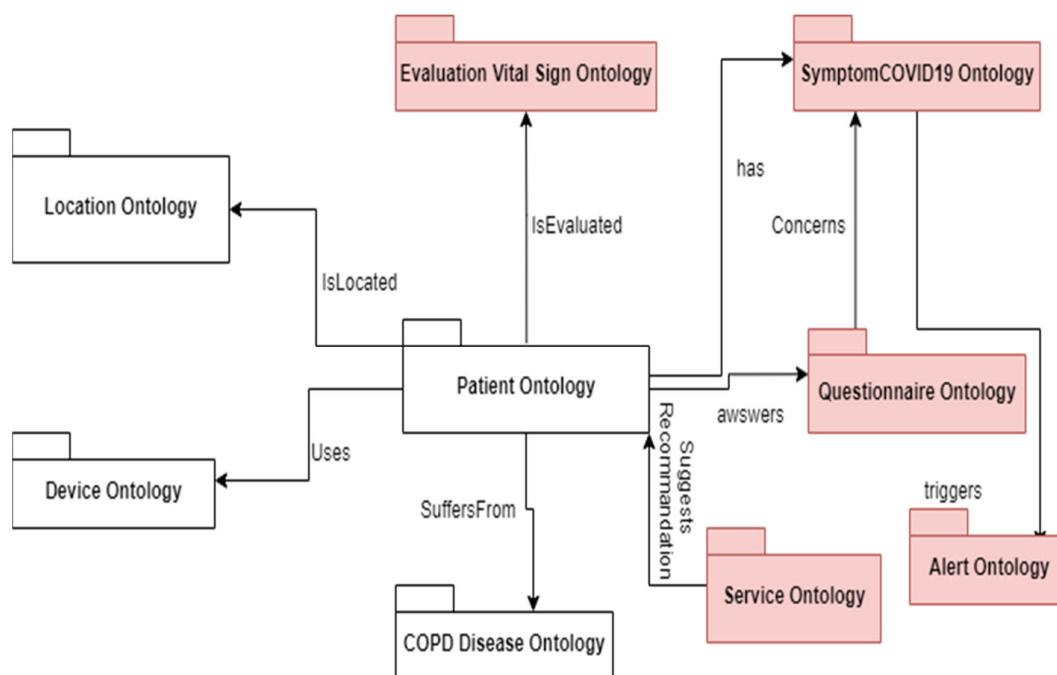 Evaluation Vital Sign Ontology
SymptomCOVID19 Ontology
has
Location Ontology
IsEvaluated
Concerns
IsLocated
Patient Ontology
Questionnaire Ontology
awswers
Suggests
Recommandation
Uses
Device Ontology
SuffersFrom
triggers
Alert Ontology
Service Ontology
COPD Disease Ontology